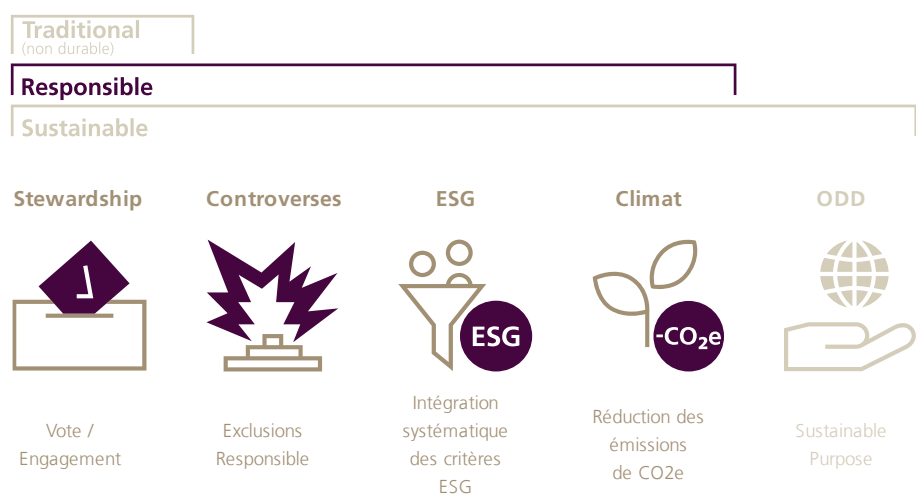 Traditional
(non durable)
Responsible
Sustainable
Stewardship
Controverses
ESG
Climat
ODD
ESG
-CO₂e
Vote /
Engagement
Exclusions
Responsible
Intégration
systématique
des critères
ESG
Réduction des
émissions
de CO2e
Sustainable
Purpose